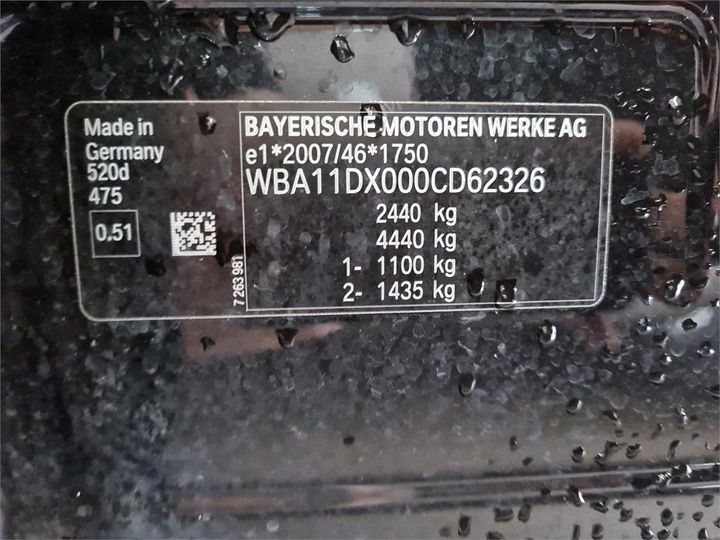 Made in
Germany
520d
475
0.51
7 263 981
BAYERISCHE MOTOREN WERKE AG
e1*2007/46*1750
WBA11DX000CD62326
2440 kg
4440 kg
1- 1100 kg
2- 1435 kg